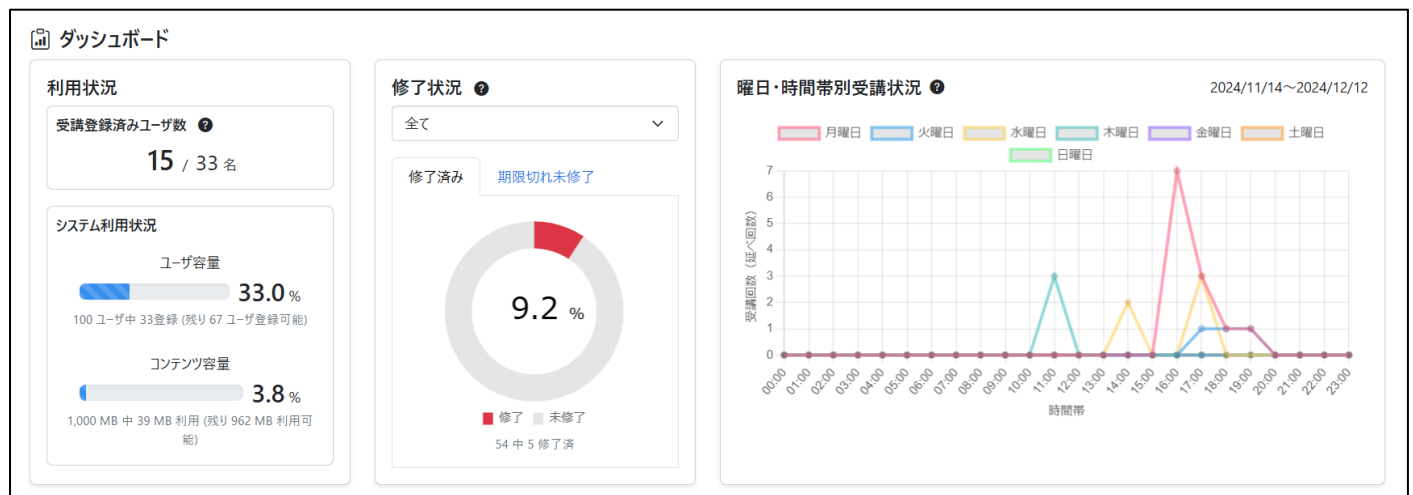 ダッシュボード
利用状況
受講登録済みユーザ数 ?
15 / 33 名
システム利用状況
ユーザ容量
33.0 %
100 ユーザ中 33登録 (残り 67 ユーザ登録可能)
コンテンツ容量
3.8 %
1,000 MB 中 39 MB 利用 (残り 962 MB 利用可
能)
修了状況 ?
全て
修了済み 期限切れ未修了
9.2 %
修了 未修了
54 中 5 修了済
曜日・時間帯別受講状況 ? 2024/11/14～2024/12/12
月曜日 火曜日 水曜日 木曜日 金曜日 土曜日
日曜日
受講回数（延べ回数）
7
6
5
4
3
2
1
0
00:00 01:00 02:00 03:00 04:00 05:00 06:00 07:00 08:00 09:00 10:00 11:00 12:00 13:00 14:00 15:00 16:00 17:00 18:00 19:00 20:00 21:00 22:00 23:00
時間帯